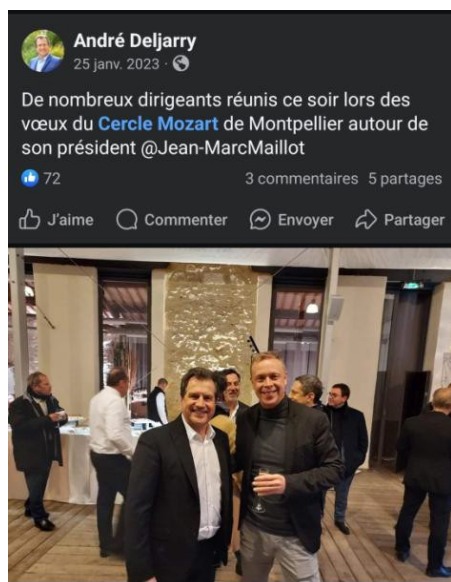 André Deljarry
25 janv. 2023 ·
De nombreux dirigeants réunis ce soir lors des
vœux du Cercle Mozart de Montpellier autour de
son président @Jean-MarcMaillot
72
3 commentaires 5 partages
J'aime Commenter Envoyer Partager